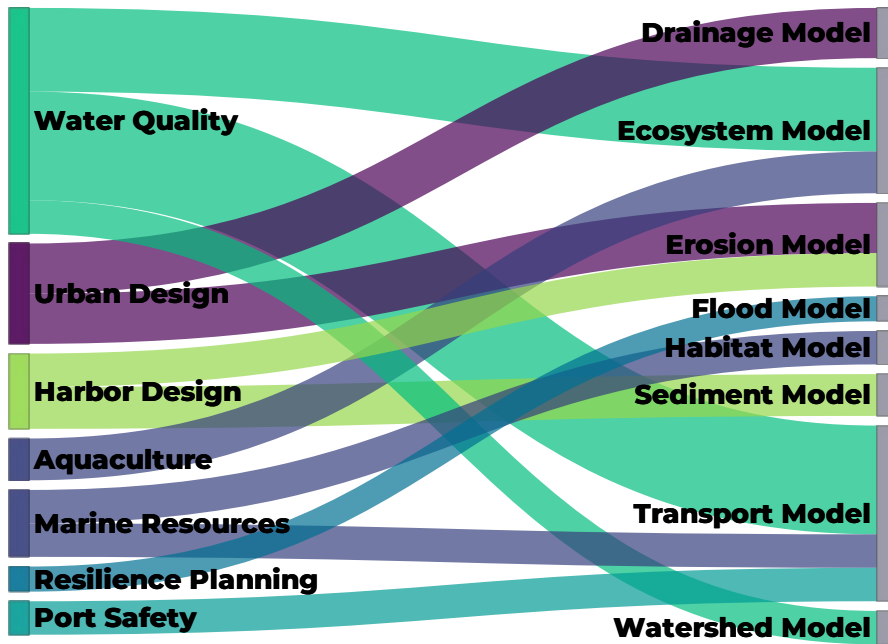 Water Quality
Urban Design
Harbor Design
Aquaculture
Marine Resources
Resilience Planning
Port Safety
Drainage Model
Ecosystem Model
Erosion Model
Flood Model
Habitat Model
Sediment Model
Transport Model
Watershed Model